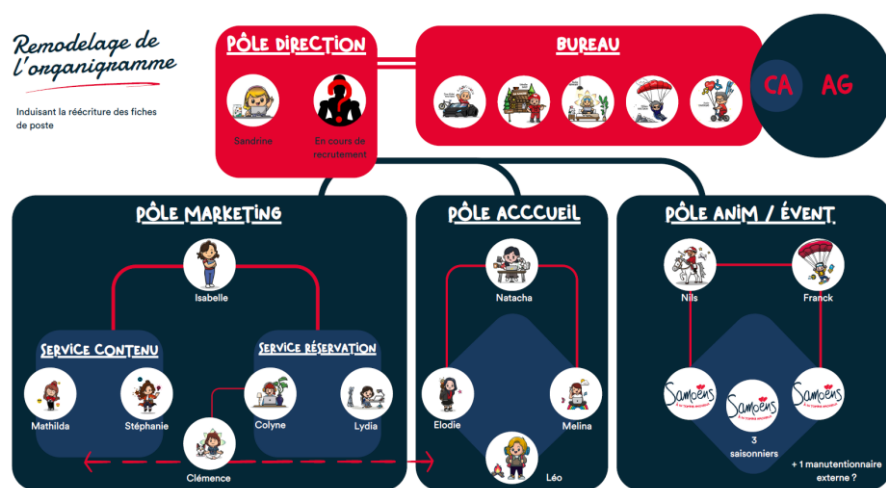 Remodelage de
l'organigramme
Induisant la réécriture des fiches
de poste
PÔLE DIRECTION
Sandrine
En cours de
recrutement
BUREAU
CA
AG
PÔLE MARKETING
Isabelle
SERVICE CONTENU
Mathilda
Stéphanie
SERVICE RÉSERVATION
Colyne
Lydia
Clémence
PÔLE ACCCUEIL
Natacha
Elodie
Melina
Léo
PÔLE ANIM / ÉVENT
Nils
Franck
Samoëns
Samoëns
Samoëns
3
saisonniers
+ 1 manutentionnaire
externe ?